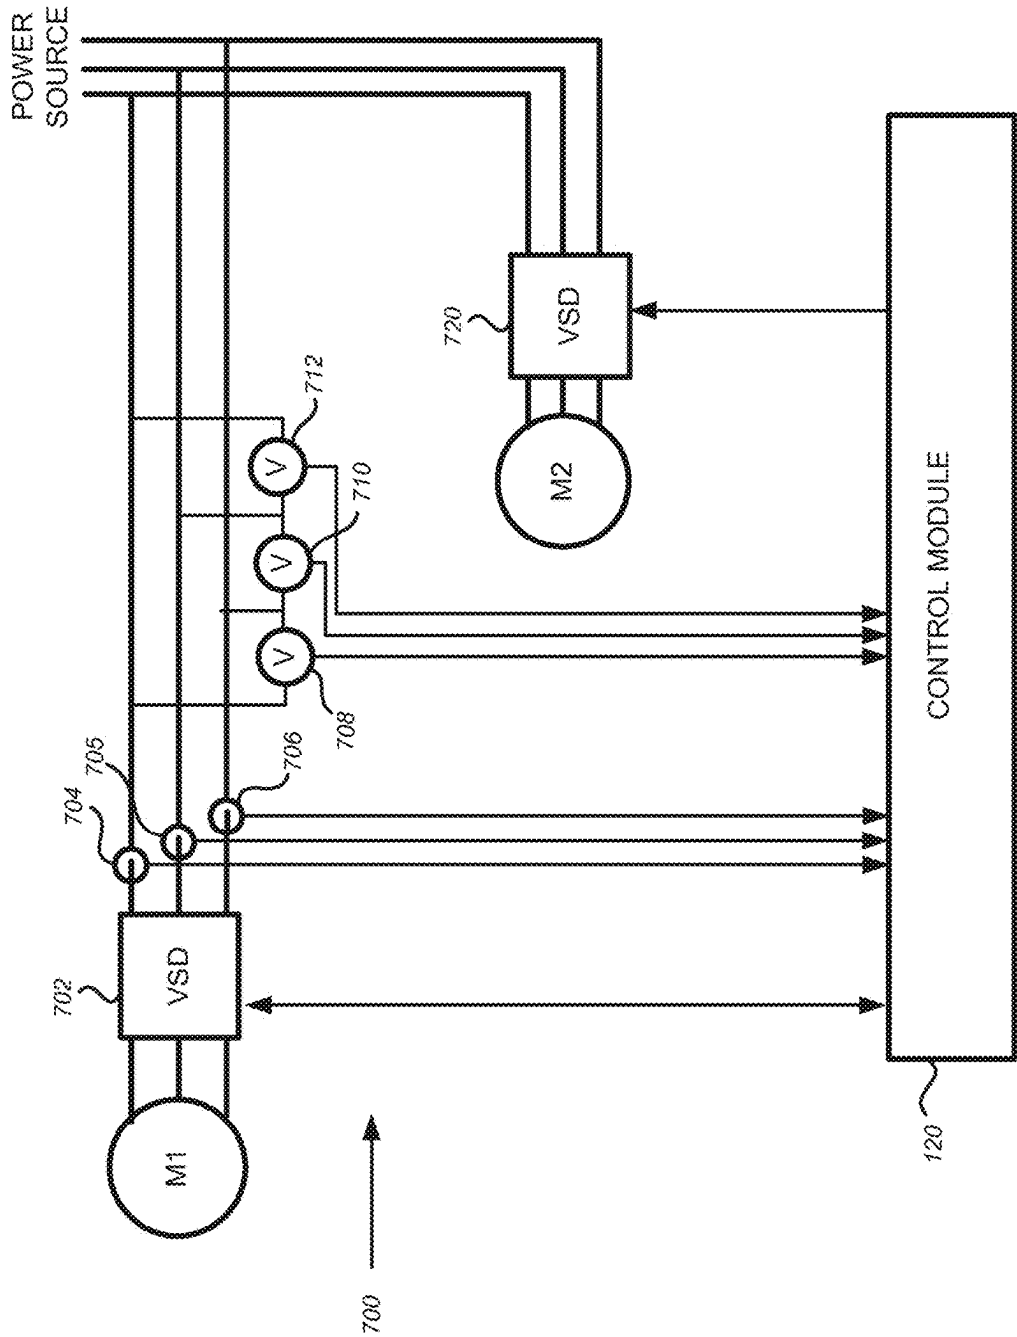 POWER
SOURCE
712
710
720
VSD
V
V
V
M2
708
706
705
704
702
VSD
M1
CONTROL MODULE
120
700